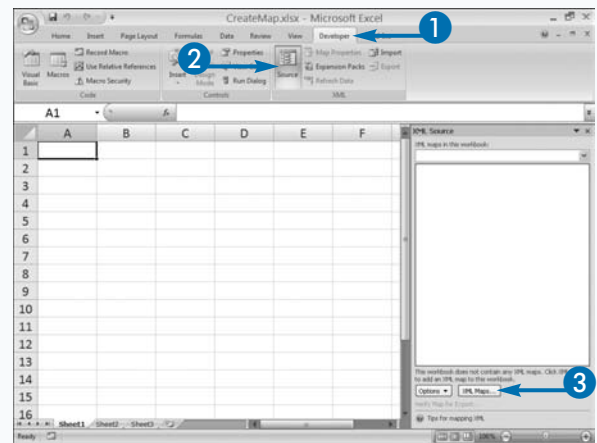 CreateMap.xlsx - Microsoft Excel
1
Home Insert Page Layout Formulas Data Review View Developer
2
Visual Basic
Macros
Record Macro
Use Relative References
Macro Security
Code
Insert
Mode
Properties
Run Dialog
Controls
Source
Map Properties
Expansion Packs
Refresh Data
Import
Export
XML
A1
fx
A B C D E F
1
2
3
4
5
6
7
8
9
10
11
12
13
14
15
16
XML Source
XML maps in this workbook:
This workbook does not contain any XML maps. Click XML
to add an XML map to this workbook.
Options XML Maps...
3
Verify Map for Export...
Tips for mapping XML
Sheet1 Sheet2 Sheet3
Ready
100%